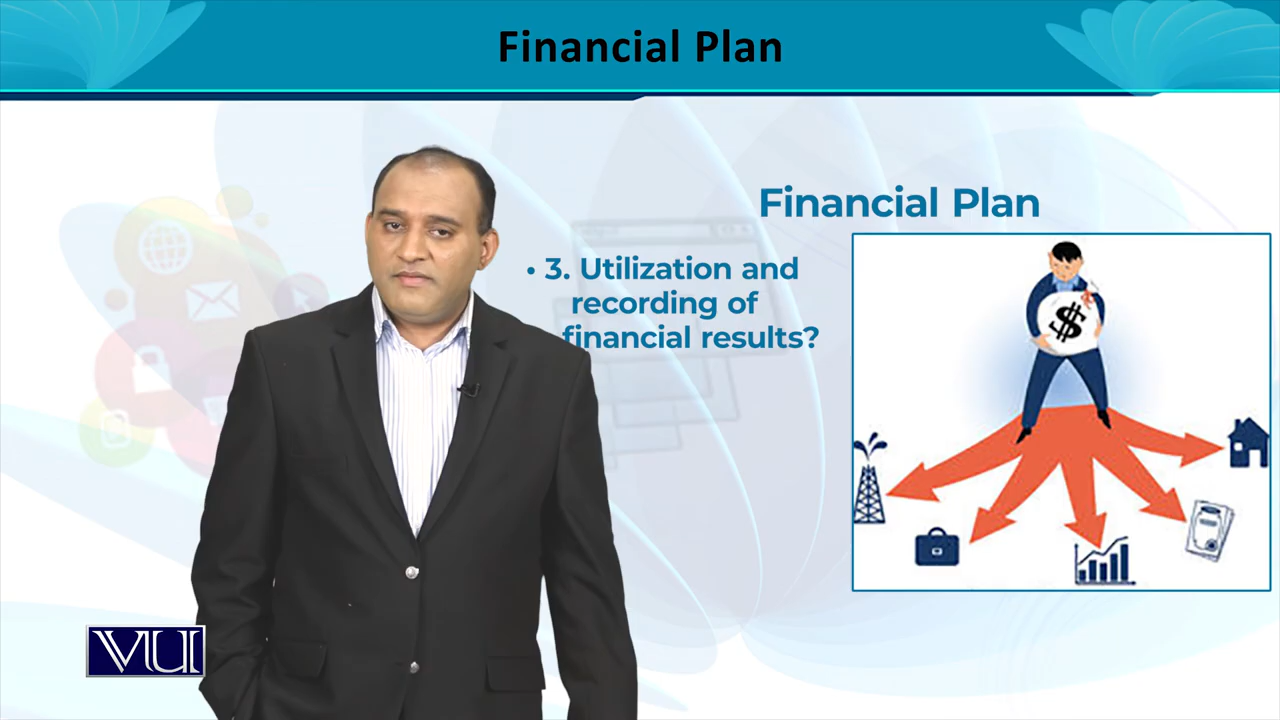 Financial Plan
Financial Plan
• 3. Utilization and
recording of
financial results?
$
VU